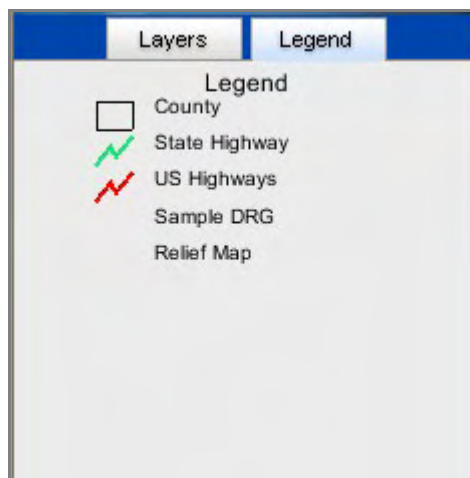 Layers Legend
Legend
County
State Highway
US Highways
Sample DRG
Relief Map